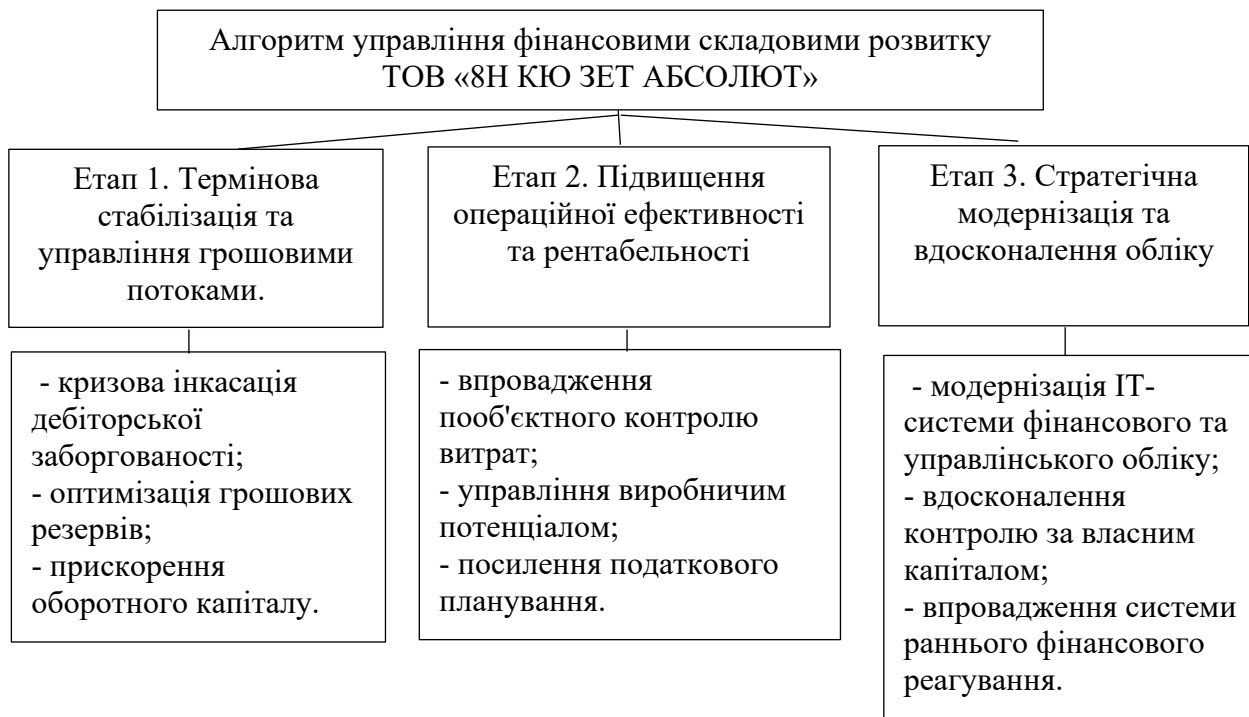 Алгоритм управління фінансовими складовими розвитку
ТОВ «8Н КЮ ЗЕТ АБСОЛЮТ»
Етап 1. Термінова
стабілізація та
управління грошовими
потоками.
Етап 2. Підвищення
операційної ефективності
та рентабельності
Етап 3. Стратегічна
модернізація та
вдосконалення обліку
- кризова інкасація
дебіторської
заборгованості;
- оптимізація грошових
резервів;
- прискорення
оборотного капіталу.
- впровадження
пооб'єктного контролю
витрат;
- управління виробничим
потенціалом;
- посилення податкового
планування.
- модернізація ІТ-
системи фінансового та
управлінського обліку;
- вдосконалення
контролю за власним
капіталом;
- впровадження системи
раннього фінансового
реагування.